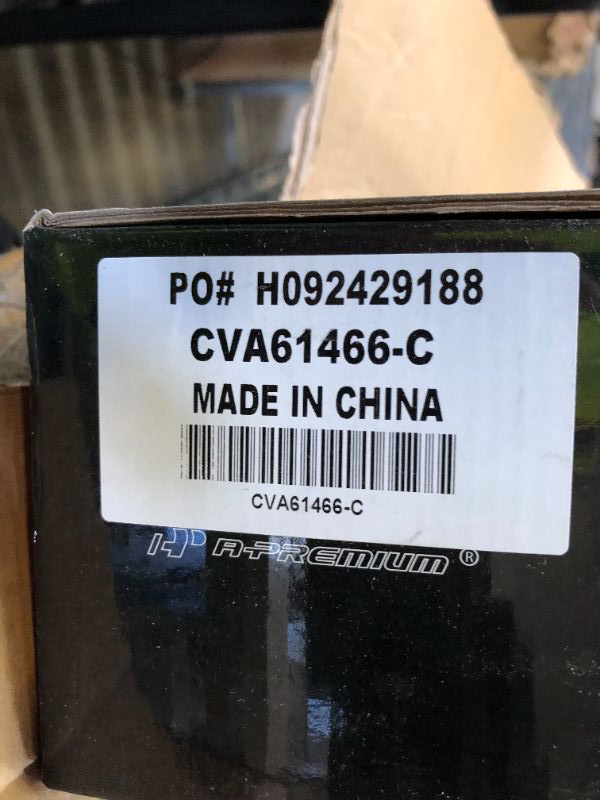 PO# H092429188
CVA61466-C
MADE IN CHINA
CVA61466-C
A-PREMIUM®